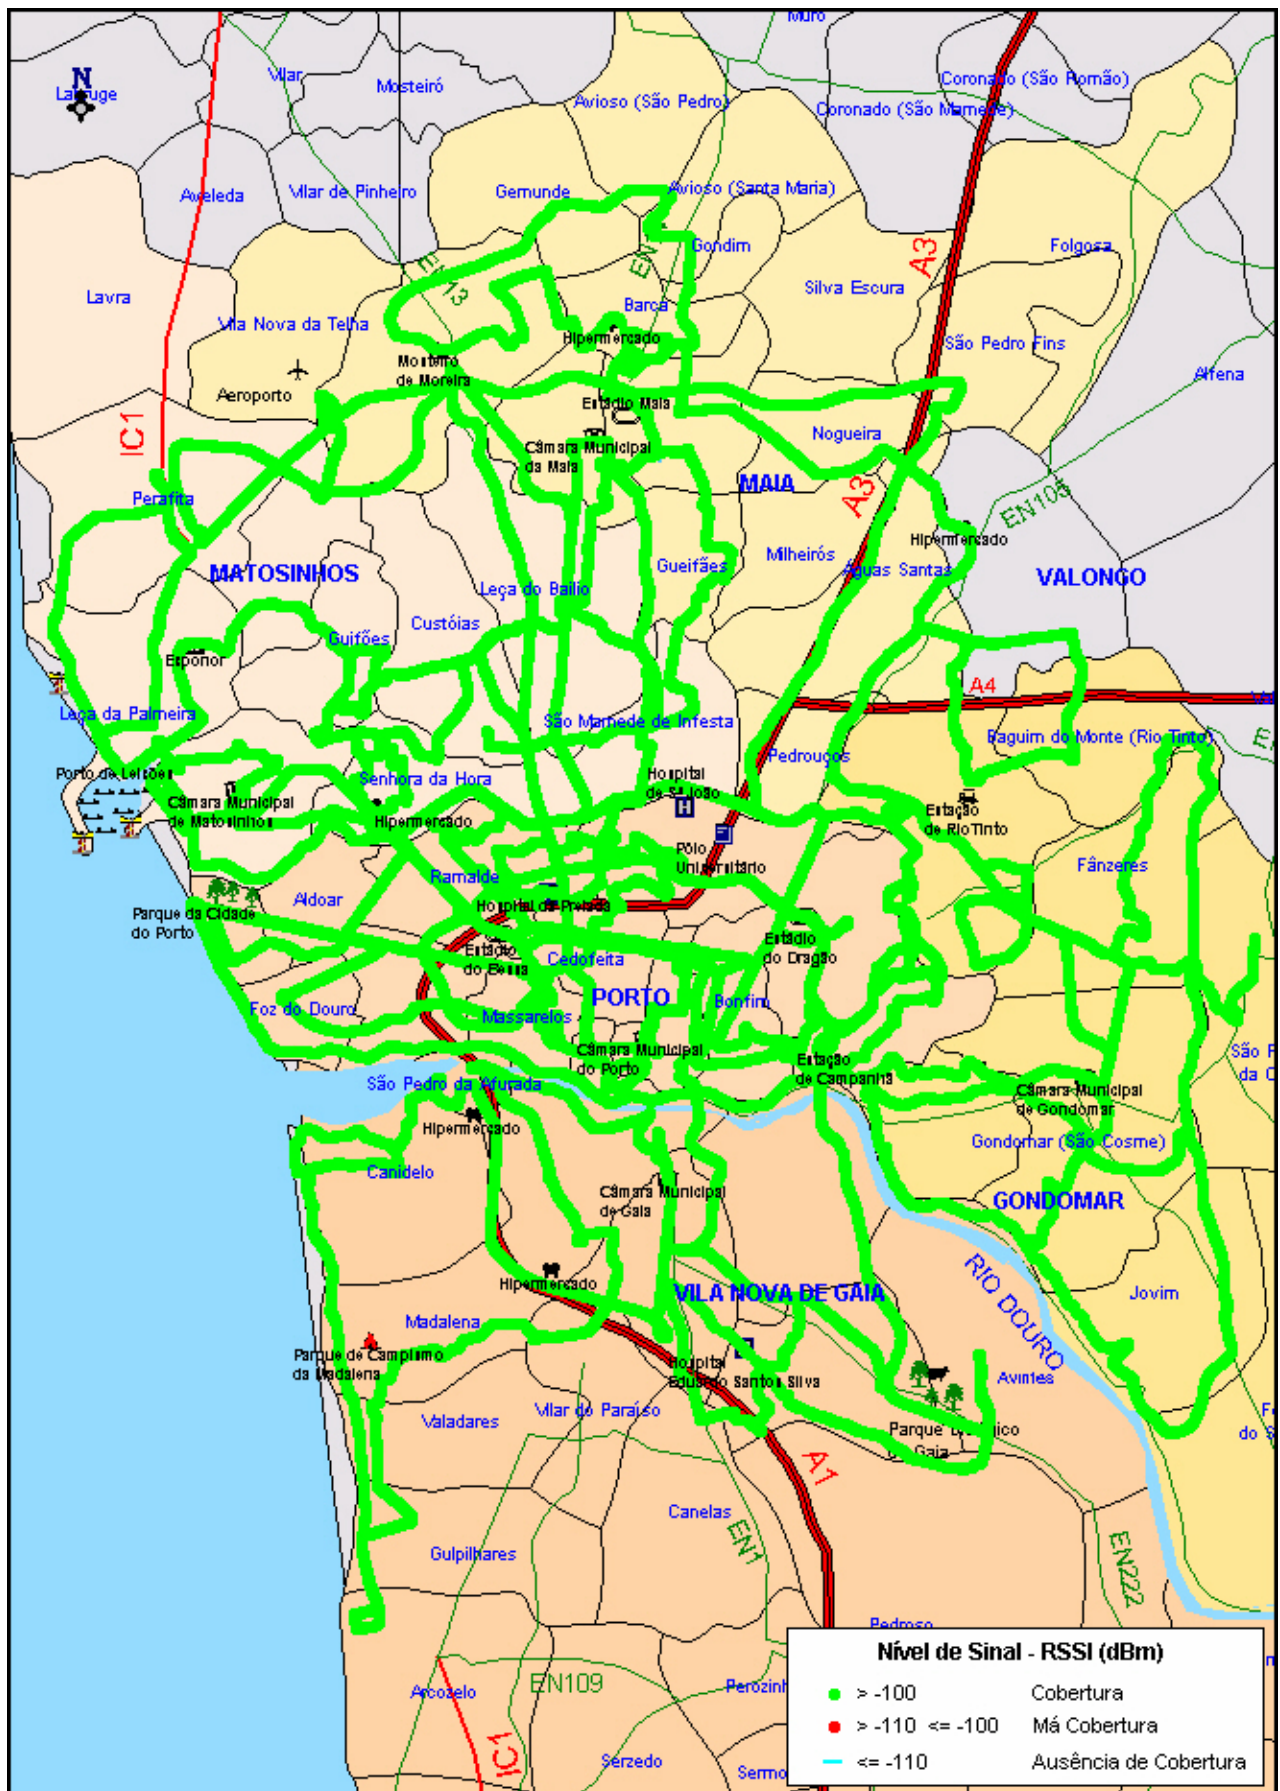 Muro
Vilar
Mosteiró
Coronado (São Romão)
N
Avioso (São Pedro)
Coronado (São Mamede)
Aveleda
Vilar de Pinheiro
Gemunde
Avioso (Santa Maria)
A3
Gondim
Folgosa
Lavra
Barca
Silva Escura
Vila Nova da Telha
Hipermercado
São Pedro Fins
Mosteiro
de Moreira
Alfena
Aeroporto
Estádio Maia
IC1
Câmara Municipal
da Maia
Nogueira
Perafita
MAIA
A3
EN105
Hipermercado
MATOSINHOS
Gueifães
Milheirós
Águas Santas
VALONGO
Leça do Bailio
Custóias
Guifões
Exponor
A4
Leça da Palmeira
São Mamede de Infesta
Baguim do Monte (Rio Tinto)
Pedrouços
Porto de Leixões
Senhora da Hora
Hospital
de S. João
Câmara Municipal
de Matosinhos
Hipermercado
Estação
de Rio Tinto
Pólo
Universitário
Fânzeres
Ramalde
Aldoar
Hospital da Prelada
Parque da Cidade
do Porto
Estádio
do Bessa
Cedofeita
Estádio
do Dragão
Foz do Douro
PORTO
Bonfim
Massarelos
Câmara Municipal
do Porto
Estação
de Campanhã
São Pedro da Afurada
Câmara Municipal
de Gondomar
Hipermercado
Gondomar (São Cosme)
Canidelo
Câmara Municipal
de Gaia
GONDOMAR
Hipermercado
VILA NOVA DE GAIA
RIO DOURO
Jovim
Madalena
Parque de Campismo
da Madalena
Hospital
Eduardo Santos Silva
Avintes
Valadares
Vilar do Paraíso
A1
Canelas
EN1
Gulpilhares
EN222
Pedroso
Arcozelo
EN109
IC1
Serzedo
Nível de Sinal - RSSI (dBm)
> -100 Cobertura
> -110 <= -100 Má Cobertura
<= -110 Ausência de Cobertura